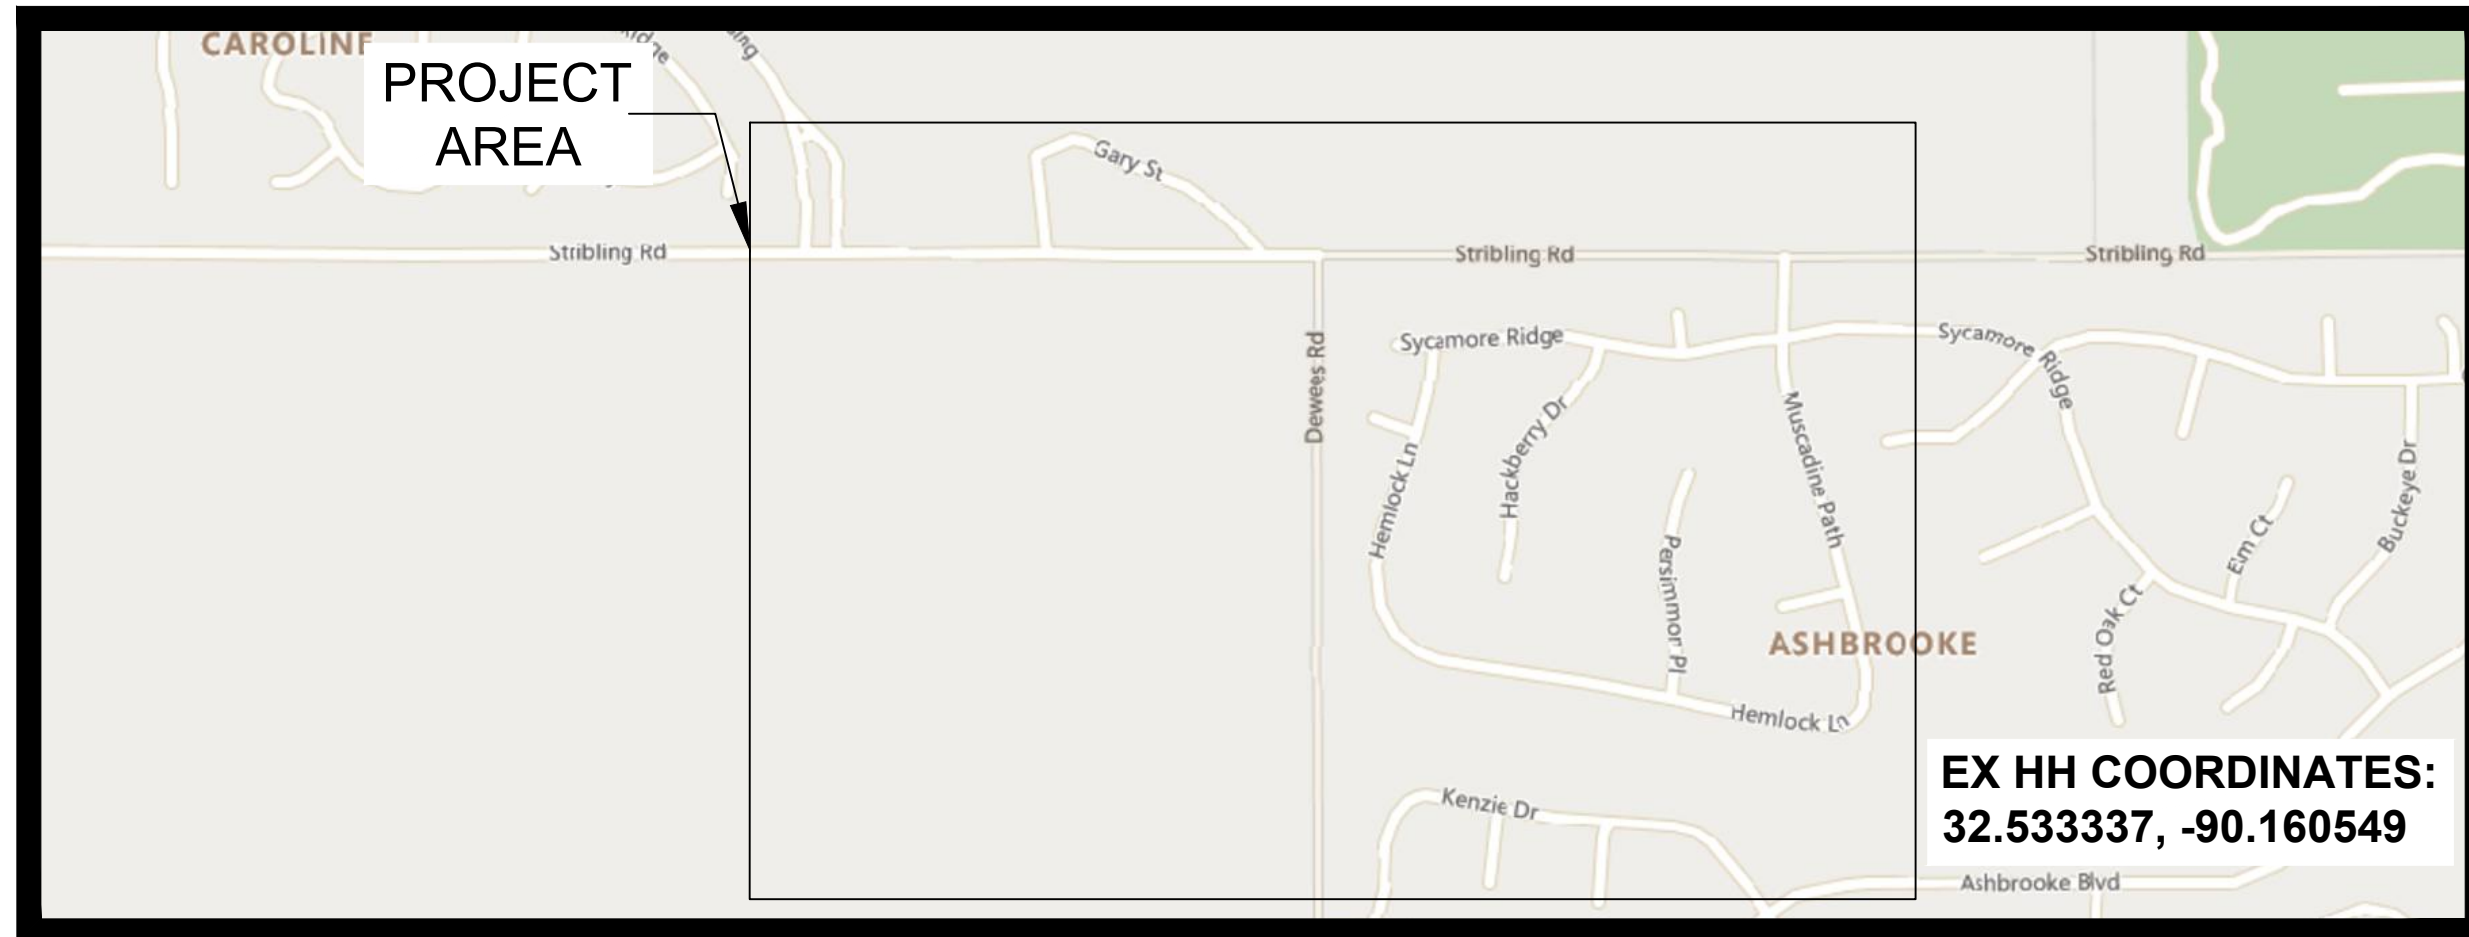 CAROLINE
PROJECT
AREA
Gary St
Stribling Rd
Stribling Rd
Stribling Rd
Dewees Rd
Sycamore Ridge
Sycamore Ridge
Hackberry Dr
Hemlock Ln
Muscadine Path
Persimmon Pl
Elm Ct
Buckeye Dr
Red Oak Ct
ASHBROOKE
Hemlock Ln
Kenzie Dr
EX HH COORDINATES:
32.533337, -90.160549
Ashbrooke Blvd